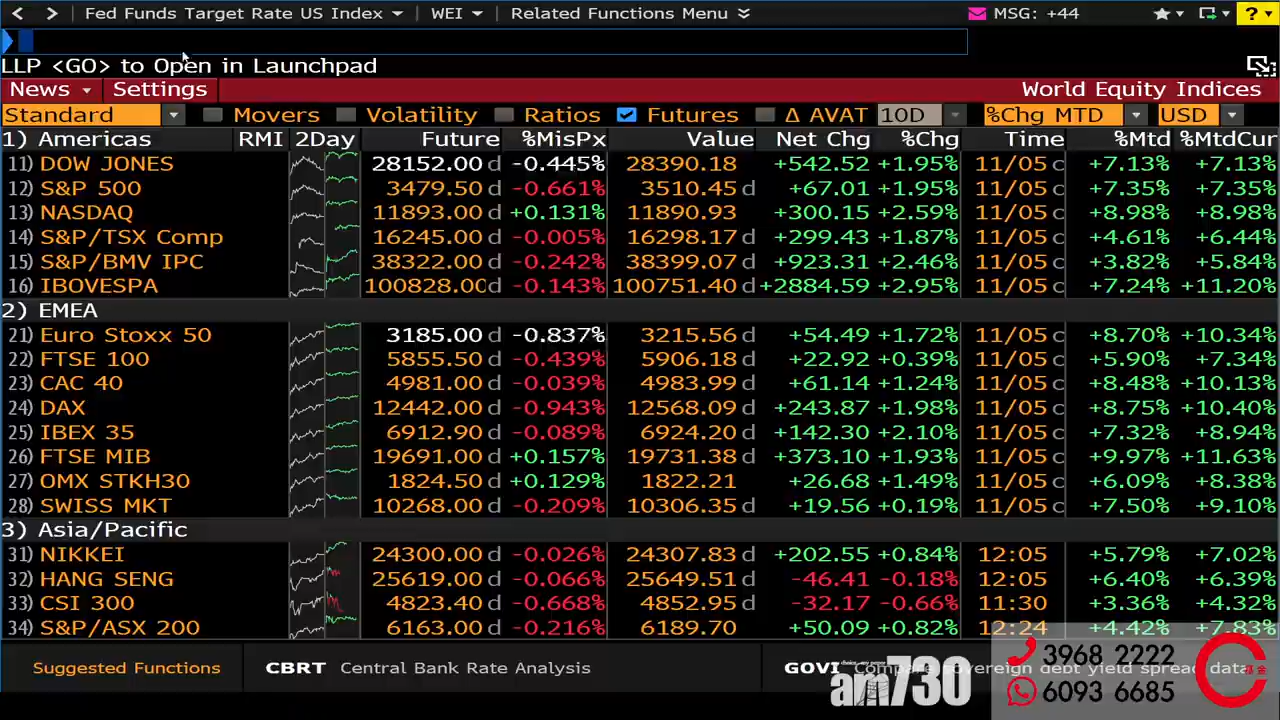 < > Fed Funds Target Rate US Index WEI Related Functions Menu MSG: +44 ?
LLP <GO> to Open in Launchpad
News Settings World Equity Indices
Standard Movers Volatility Ratios Futures Δ AVAT 10D %Chg MTD USD
1) Americas RMI 2Day Future %MisPx Value Net Chg %Chg Time %Mtd %MtdCur
11) DOW JONES 28152.00 d -0.445% 28390.18 +542.52 +1.95% 11/05 c +7.13% +7.13%
12) S&P 500 3479.50 d -0.661% 3510.45 d +67.01 +1.95% 11/05 c +7.35% +7.35%
13) NASDAQ 11893.00 d +0.131% 11890.93 +300.15 +2.59% 11/05 c +8.98% +8.98%
14) S&P/TSX Comp 16245.00 d -0.005% 16298.17 d +299.43 +1.87% 11/05 c +4.61% +6.44%
15) S&P/BMV IPC 38322.00 d -0.242% 38399.07 d +923.31 +2.46% 11/05 c +3.82% +5.84%
16) IBOVESPA 100828.00 -0.143% 100751.40 d +2884.59 +2.95% 11/05 c +7.24% +11.20%
2) EMEA
21) Euro Stoxx 50 3185.00 d -0.837% 3215.56 d +54.49 +1.72% 11/05 c +8.70% +10.34%
22) FTSE 100 5855.50 d -0.439% 5906.18 d +22.92 +0.39% 11/05 c +5.90% +7.34%
23) CAC 40 4981.00 d -0.039% 4983.99 d +61.14 +1.24% 11/05 c +8.48% +10.13%
24) DAX 12442.00 d -0.943% 12568.09 d +243.87 +1.98% 11/05 c +8.75% +10.40%
25) IBEX 35 6912.90 d -0.089% 6924.20 d +142.30 +2.10% 11/05 c +7.32% +8.94%
26) FTSE MIB 19691.00 d +0.157% 19731.38 d +373.10 +1.93% 11/05 c +9.97% +11.63%
27) OMX STKH30 1824.50 d +0.129% 1822.21 +26.68 +1.49% 11/05 c +6.09% +8.38%
28) SWISS MKT 10268.00 d -0.209% 10306.35 d +19.56 +0.19% 11/05 c +7.50% +9.10%
3) Asia/Pacific
31) NIKKEI 24300.00 d -0.026% 24307.83 d +202.55 +0.84% 12:05 +5.79% +7.02%
32) HANG SENG 25619.00 d -0.066% 25649.51 d -46.41 -0.18% 12:05 +6.40% +6.39%
33) CSI 300 4823.40 d -0.668% 4852.95 d -32.17 -0.66% 11:30 +3.36% +4.32%
34) S&P/ASX 200 6163.00 d -0.216% 6189.70 +50.09 +0.82% 12:24 +4.42% +7.83%
Suggested Functions CBRT Central Bank Rate Analysis GOVI Compare sovereign debt yield spread data
am730
3968 2222
6093 6685